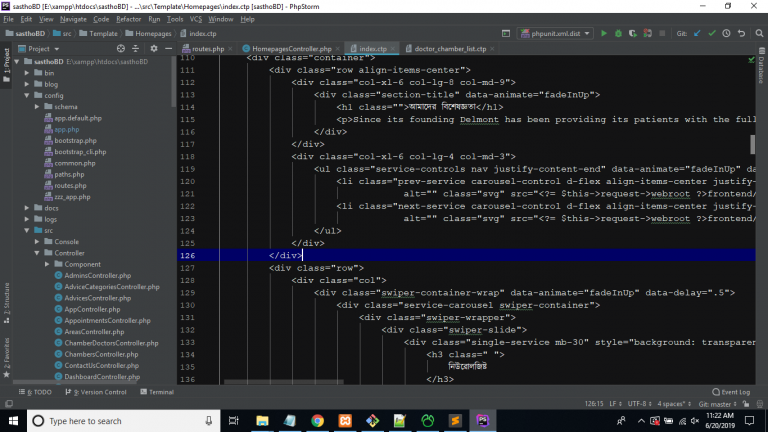 sasthoBD [E:\xampp\htdocs\sasthoBD] - ...\src\Template\Homepages\index.ctp [sasthoBD] - PhpStorm
File Edit View Navigate Code Refactor Run Tools VCS Window Help
sasthoBD src Template Homepages index.ctp phpunit.xml.dist Git:
Project routes.php HomepagesController.php index.ctp doctor_chamber_list.ctp
1: Project
Database
7: Structure
2: Favorites
sasthoBD E:\xampp\htdocs\sasthoBD
bin
blog
config
schema
app.default.php
app.php
bootstrap.php
bootstrap_cli.php
common.php
paths.php
routes.php
zzz_app.php
docs
logs
src
Console
Controller
Component
AdminsController.php
AdviceCategoriesController.php
AdvicesController.php
AppController.php
AppointmentsController.php
AreasController.php
ChamberDoctorsController.php
ChambersController.php
ContactUsController.php
DashboardController.php
110 <div class="container">
111 <div class="row align-items-center">
112 <div class="col-xl-6 col-lg-8 col-md-9">
113 <div class="section-title" data-animate="fadeInUp">
114 <h1 class="">আমাদের বিশেষজ্ঞতা</h1>
115 <p>Since its founding Delmont has been providing its patients with the full
116 </div>
117 </div>
118 <div class="col-xl-6 col-lg-4 col-md-3">
119 <ul class="service-controls nav justify-content-end" data-animate="fadeInUp" da
120 <li class="prev-service carousel-control d-flex align-items-center justify-
121 alt="" class="svg" src="<?= $this->request->webroot ?>frontend/
122 <li class="next-service carousel-control d-flex align-items-center justify-
123 alt="" class="svg" src="<?= $this->request->webroot ?>frontend/
124 </ul>
125 </div>
126 </div>
127 <div class="row">
128 <div class="col">
129 <div class="swiper-container-wrap" data-animate="fadeInUp" data-delay=".5">
130 <div class="service-carousel swiper-container">
131 <div class="swiper-wrapper">
132 <div class="swiper-slide">
133 <div class="single-service mb-30" style="background: transparen
134 <h3 class=" ">
135 নিউরোলজিষ্ট
136 </h3>
6: TODO 9: Version Control Terminal Event Log
126:15 LF UTF-8 4 spaces* Git: master
Type here to search
11:22 AM
6/20/2019